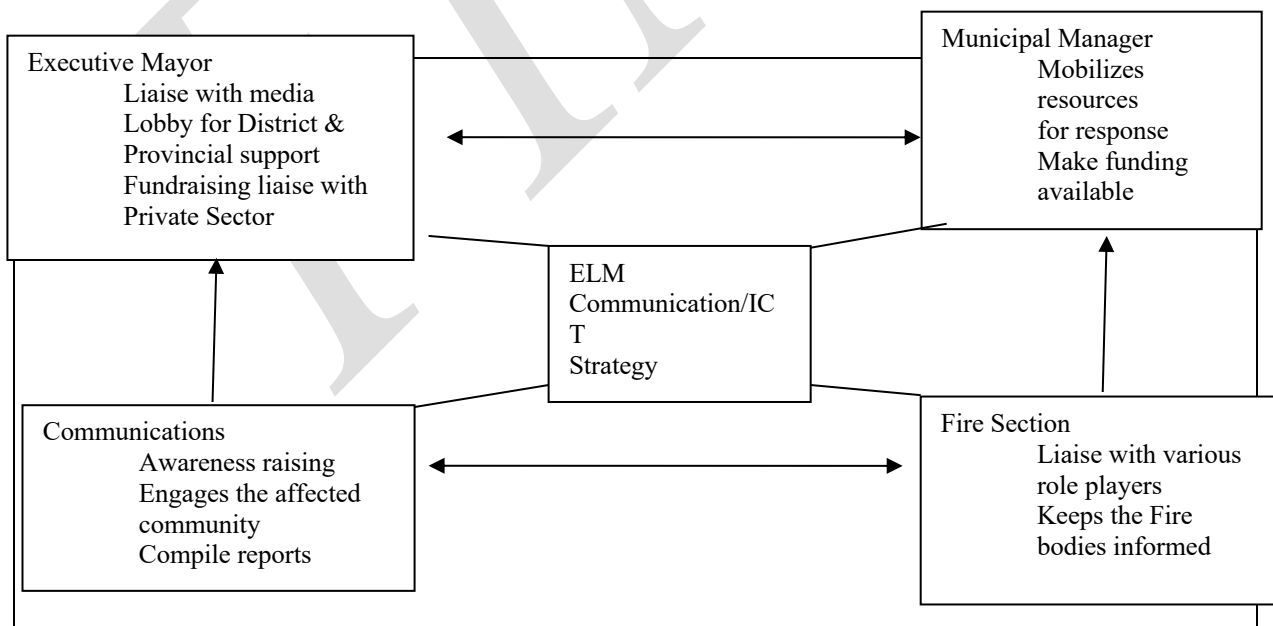 Executive Mayor
Liaise with media
Lobby for District &
Provincial support
Fundraising liaise with
Private Sector
Municipal Manager
Mobilizes
resources
for response
Make funding
available
ELM
Communication/IC
T
Strategy
Communications
Awareness raising
Engages the affected
community
Compile reports
Fire Section
Liaise with various
role players
Keeps the Fire
bodies informed